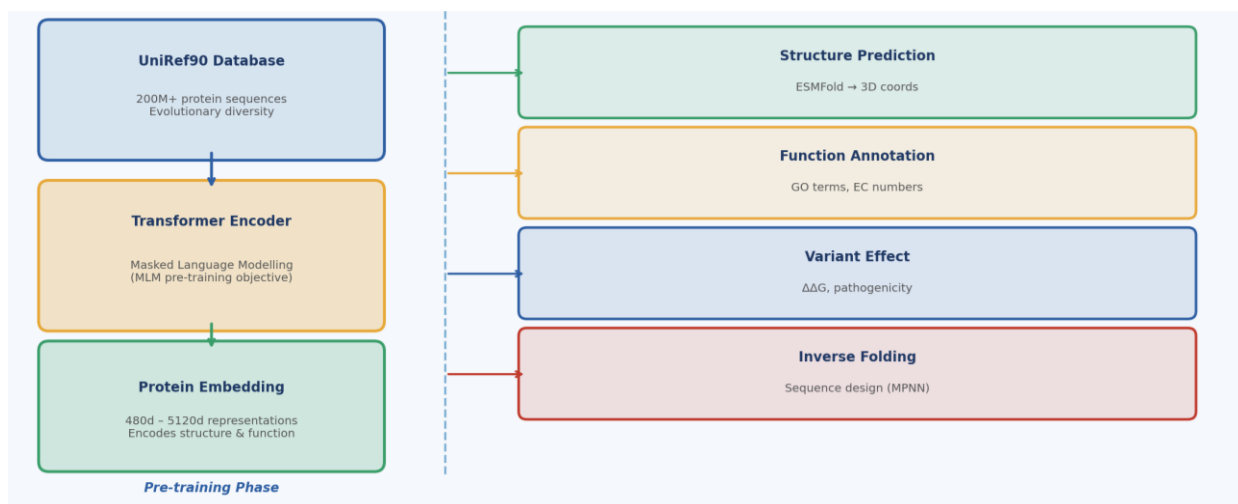 UniRef90 Database
200M+ protein sequences
Evolutionary diversity
Transformer Encoder
Masked Language Modelling
(MLM pre-training objective)
Protein Embedding
480d – 5120d representations
Encodes structure & function
Pre-training Phase
Structure Prediction
ESMFold → 3D coords
Function Annotation
GO terms, EC numbers
Variant Effect
ΔΔG, pathogenicity
Inverse Folding
Sequence design (MPNN)